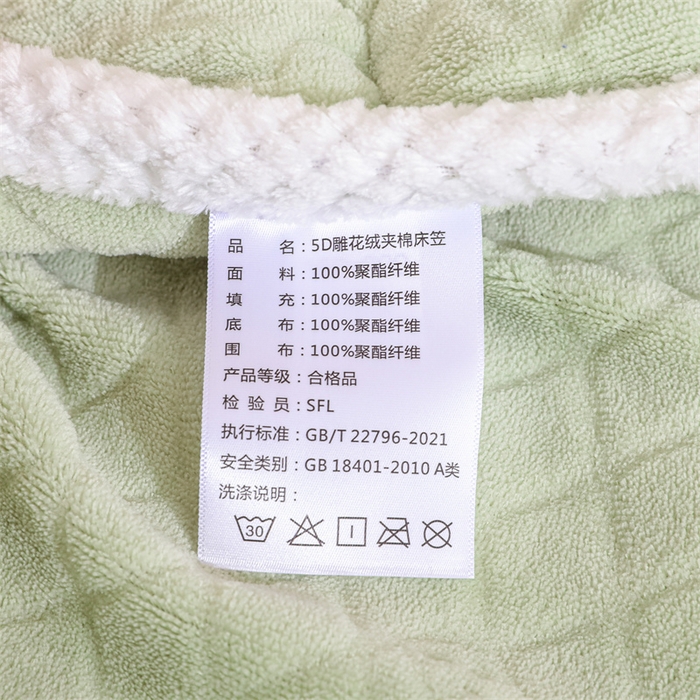 品 名：5D雕花绒夹棉床笠
面 料：100%聚酯纤维
填 充：100%聚酯纤维
底 布：100%聚酯纤维
围 布：100%聚酯纤维
产品等级：合格品
检 验 员：SFL
执行标准：GB/T 22796-2021
安全类别：GB 18401-2010 A类
洗涤说明：
30